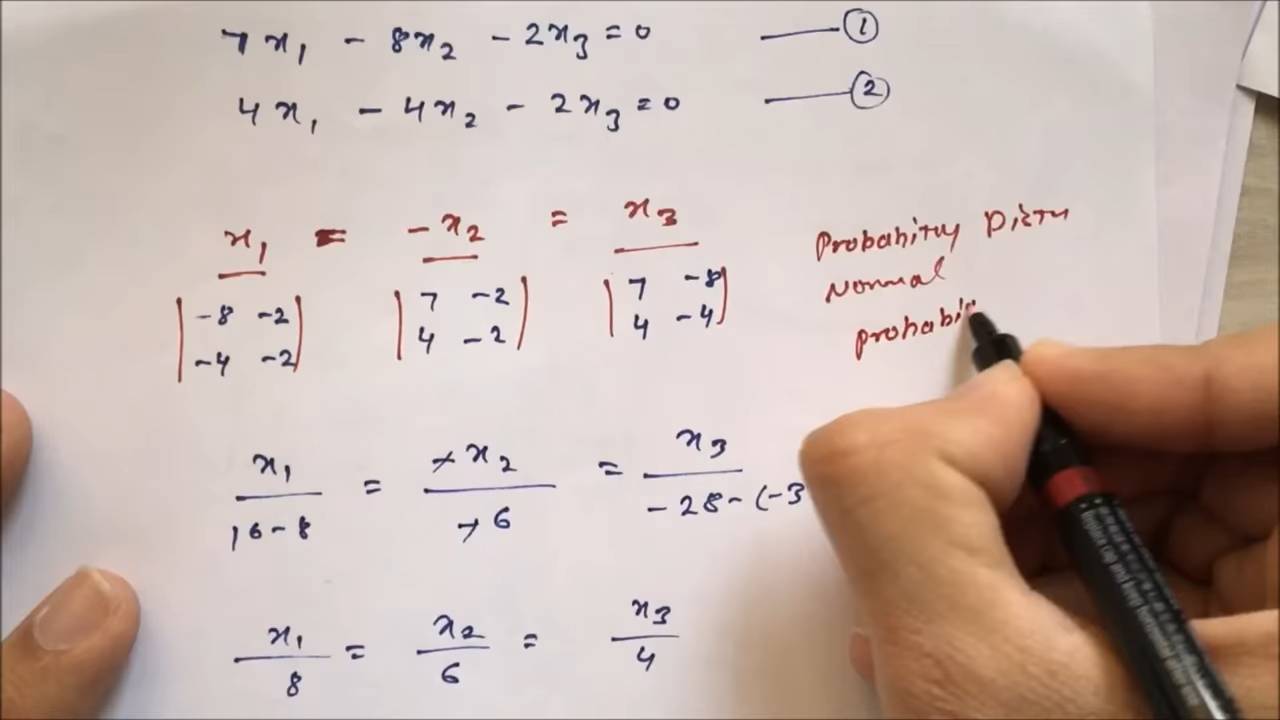 7x₁ - 8x₂ - 2x₃ = 0 —— ①
4x₁ - 4x₂ - 2x₃ = 0 —— ②
x₁ = -x₂ = x₃
|-8 -2| |7 -2| |7 -8|
|-4 -2| |4 -2| |4 -4|
Probability Distn
Normal
probabi
x₁ = -x₂ = x₃
16-8 -6 -28-(-3
x₁ = x₂ = x₃
8 6 4